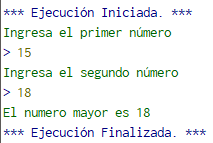 *** Ejecución Iniciada. ***
Ingresa el primer número
> 15
Ingresa el segundo número
> 18
El numero mayor es 18
*** Ejecución Finalizada. ***